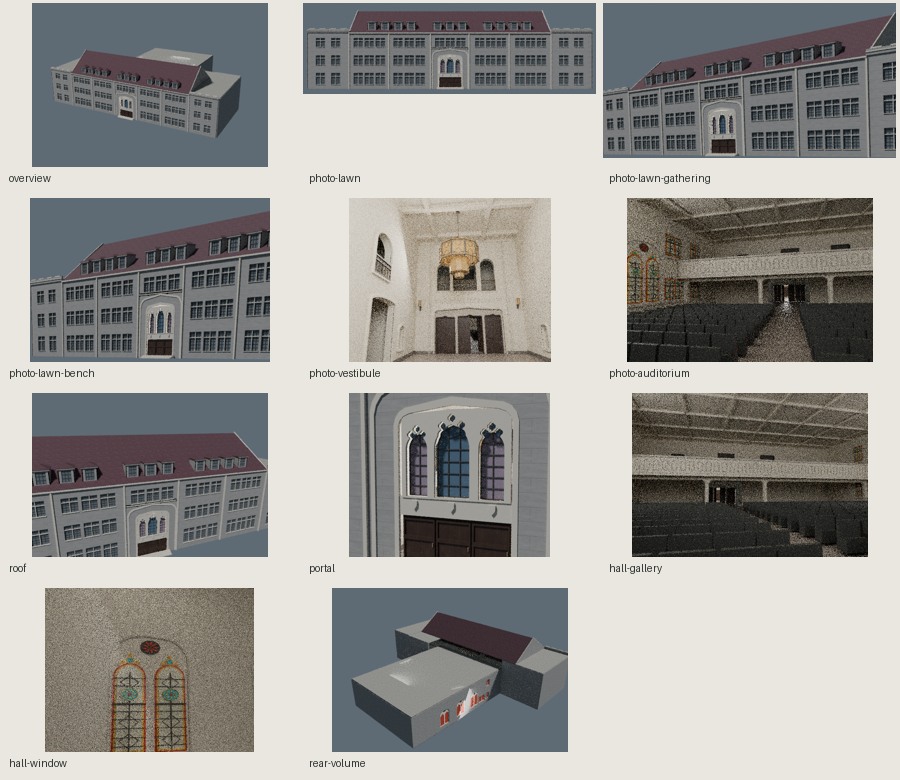 overview
photo-lawn
photo-lawn-gathering
photo-lawn-bench
photo-vestibule
photo-auditorium
roof
portal
hall-gallery
hall-window
rear-volume